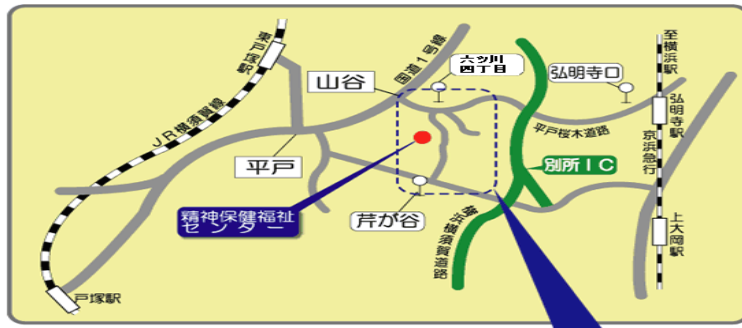 東戸塚駅
JR横須賀線
国道1号線
山谷
六ツ川
四丁目
弘明寺口
至横浜駅
弘明寺駅
平戸桜木道路
京浜急行
平戸
別所IC
精神保健福祉
センター
芹が谷
横浜横須賀道路
上大岡駅
戸塚駅